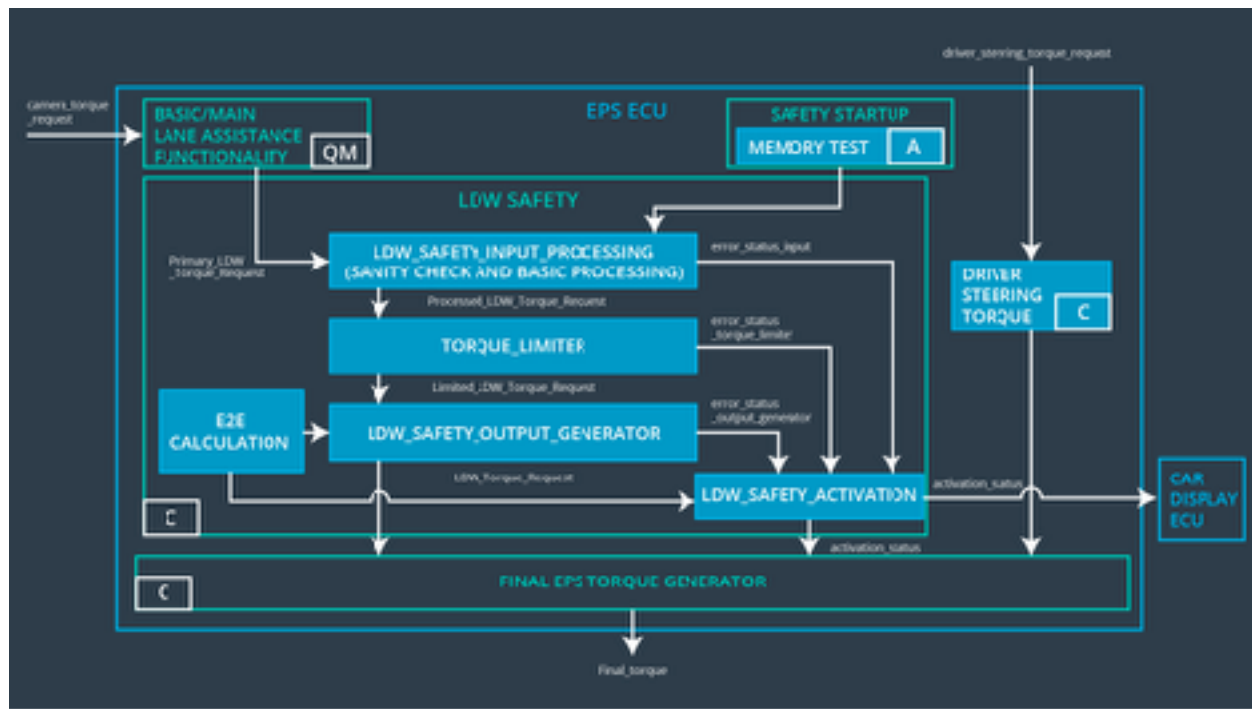 driver_sterring_torque_request
camera_torque
_request
BASIC/MAIN
LANE ASSISTANCE
FUNCTIONALITY
QM
EPS ECU
SAFETY STARTUP
MEMORY TEST
A
LDW SAFETY
Primary_LDW
_Torque_Request
LDW_SAFETY_INPUT_PROCESSING
(SANITY CHECK AND BASIC PROCESSING)
error_status_input
DRIVER
STEERING
TORQUE
C
Processed_LDW_Torque_Request
error_status
_torque_limiter
TORQUE_LIMITER
Limited_LDW_Torque_Request
error_status
_output_generator
E2E
CALCULATION
LDW_SAFETY_OUTPUT_GENERATOR
LDW_Torque_Request
LDW_SAFETY_ACTIVATION
activation_satus
CAR
DISPLAY
ECU
C
activation_status
FINAL EPS TORQUE GENERATOR
C
Final_torque